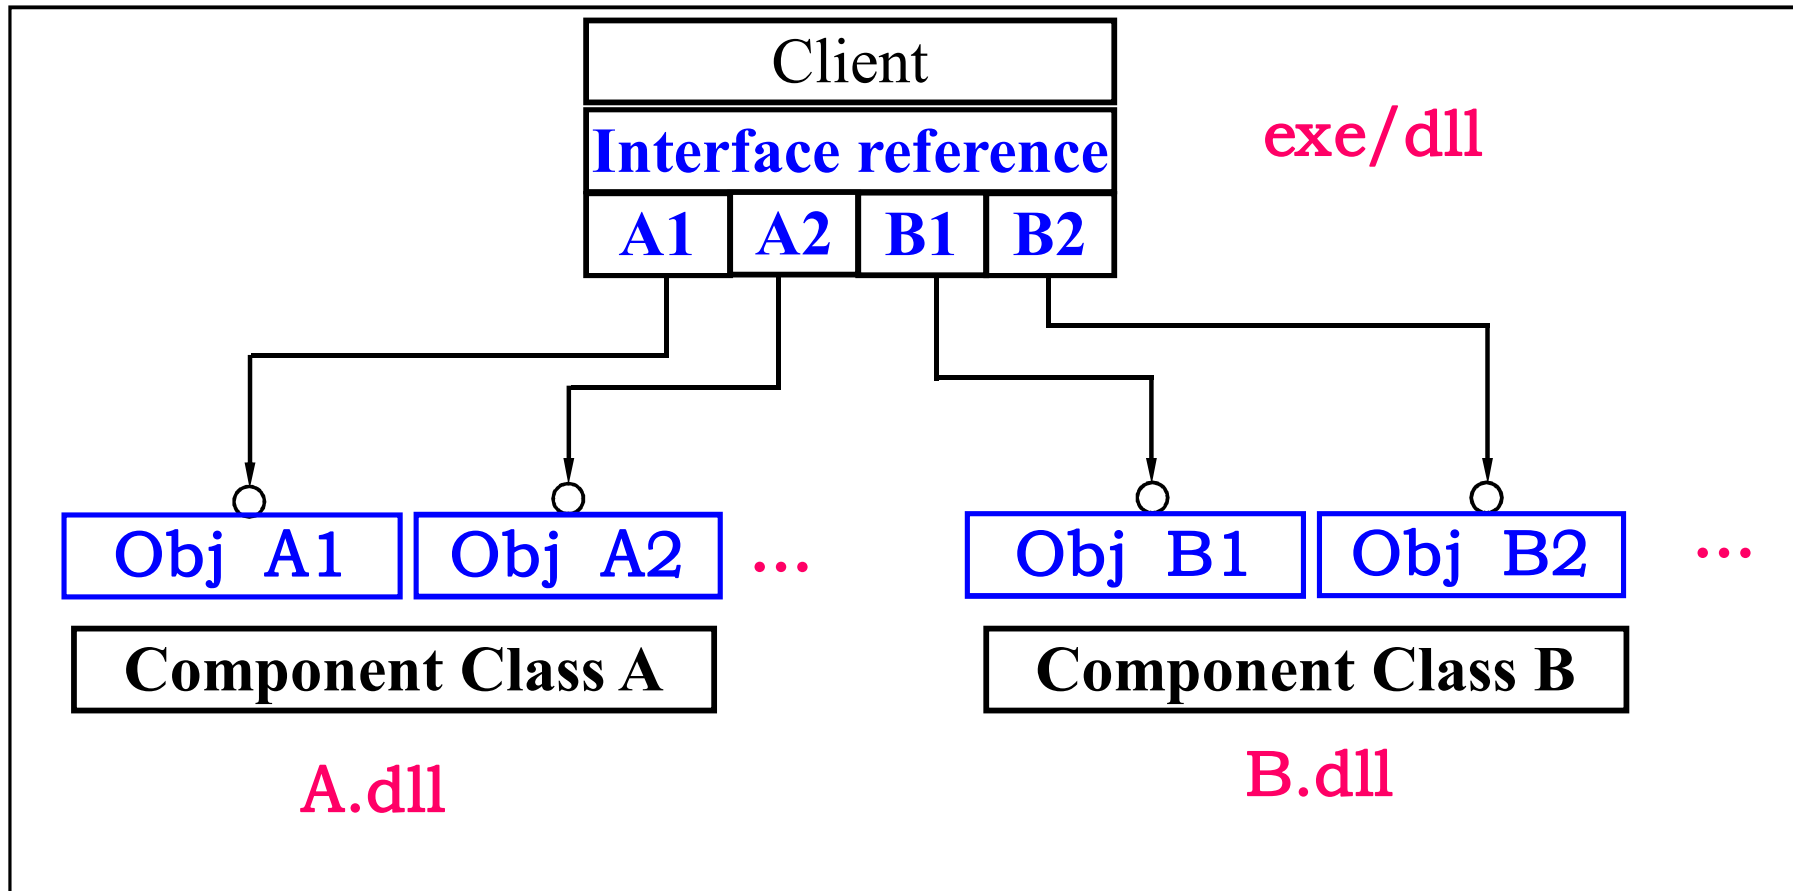 Client
Interface reference
exe/dll
A1 A2 B1 B2
Obj A1 Obj A2 ... Obj B1 Obj B2 ...
Component Class A Component Class B
A.dll B.dll